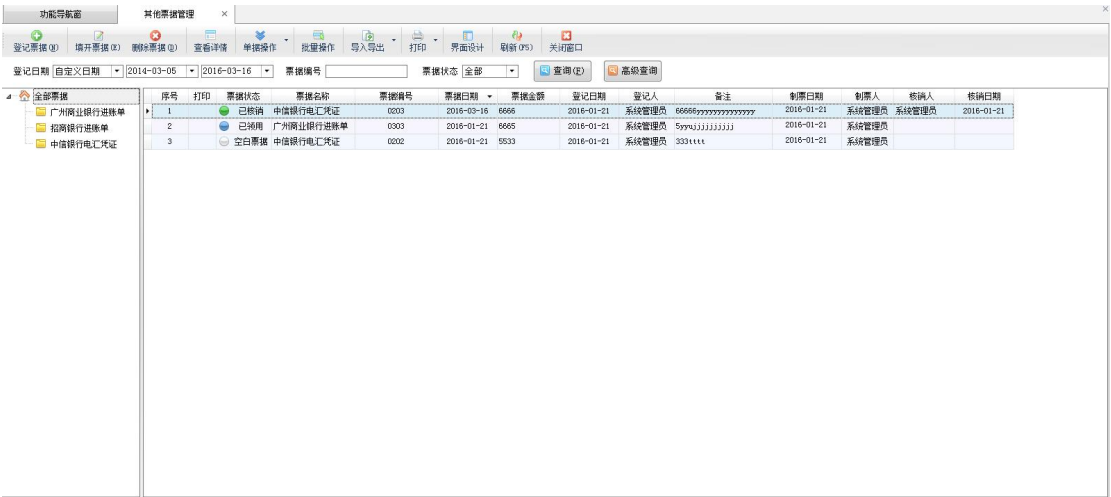 功能导航窗 其他票据管理 ×
登记票据(N) 填开票据(E) 删除票据(D) 查看详情 单据操作 批量操作 导入导出 打印 界面设计 刷新(F5) 关闭窗口
登记日期 自定义日期 2014-03-05 2016-03-16 票据编号 票据状态 全部 查询(F) 高级查询
全部票据
广州商业银行进账单
招商银行进账单
中信银行电汇凭证
序号 打印 票据状态 票据名称 票据编号 票据日期 票据金额 登记日期 登记人 备注 制票日期 制票人 核销人 核销日期
1 已核销 中信银行电汇凭证 0203 2016-03-16 6666 2016-01-21 系统管理员 66666yyyyyyyyyyyyyy 2016-01-21 系统管理员 系统管理员 2016-01-21
2 已领用 广州商业银行进账单 0303 2016-01-21 6665 2016-01-21 系统管理员 5yyujjjjjjjjjj 2016-01-21 系统管理员
3 空白票据 中信银行电汇凭证 0202 2016-01-21 5533 2016-01-21 系统管理员 333tttt 2016-01-21 系统管理员